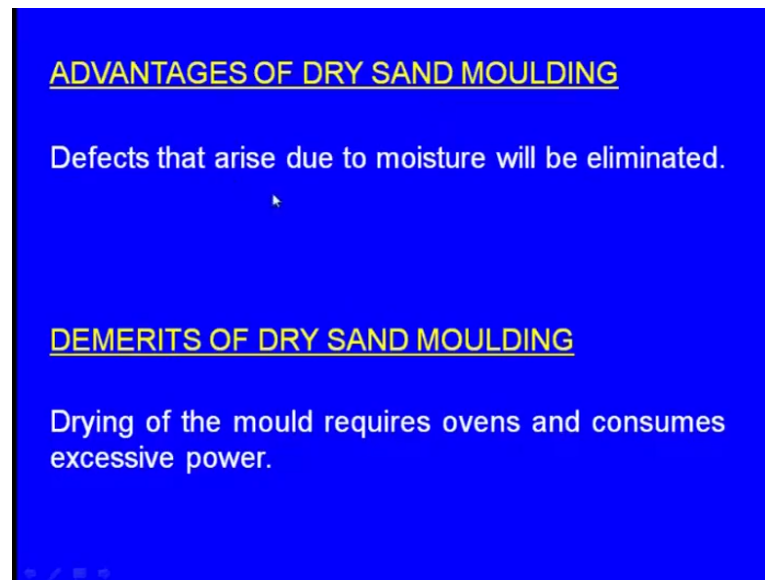 ADVANTAGES OF DRY SAND MOULDING
Defects that arise due to moisture will be eliminated.
DEMERITS OF DRY SAND MOULDING
Drying of the mould requires ovens and consumes
excessive power.